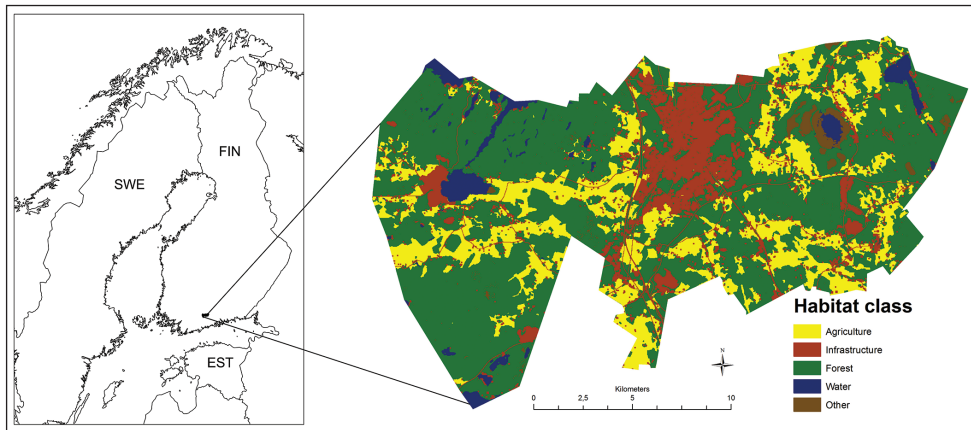 FIN
SWE
EST
Habitat class
Agriculture
Infrastructure
Forest
Water
Other
N
Kilometers
0 2,5 5 10